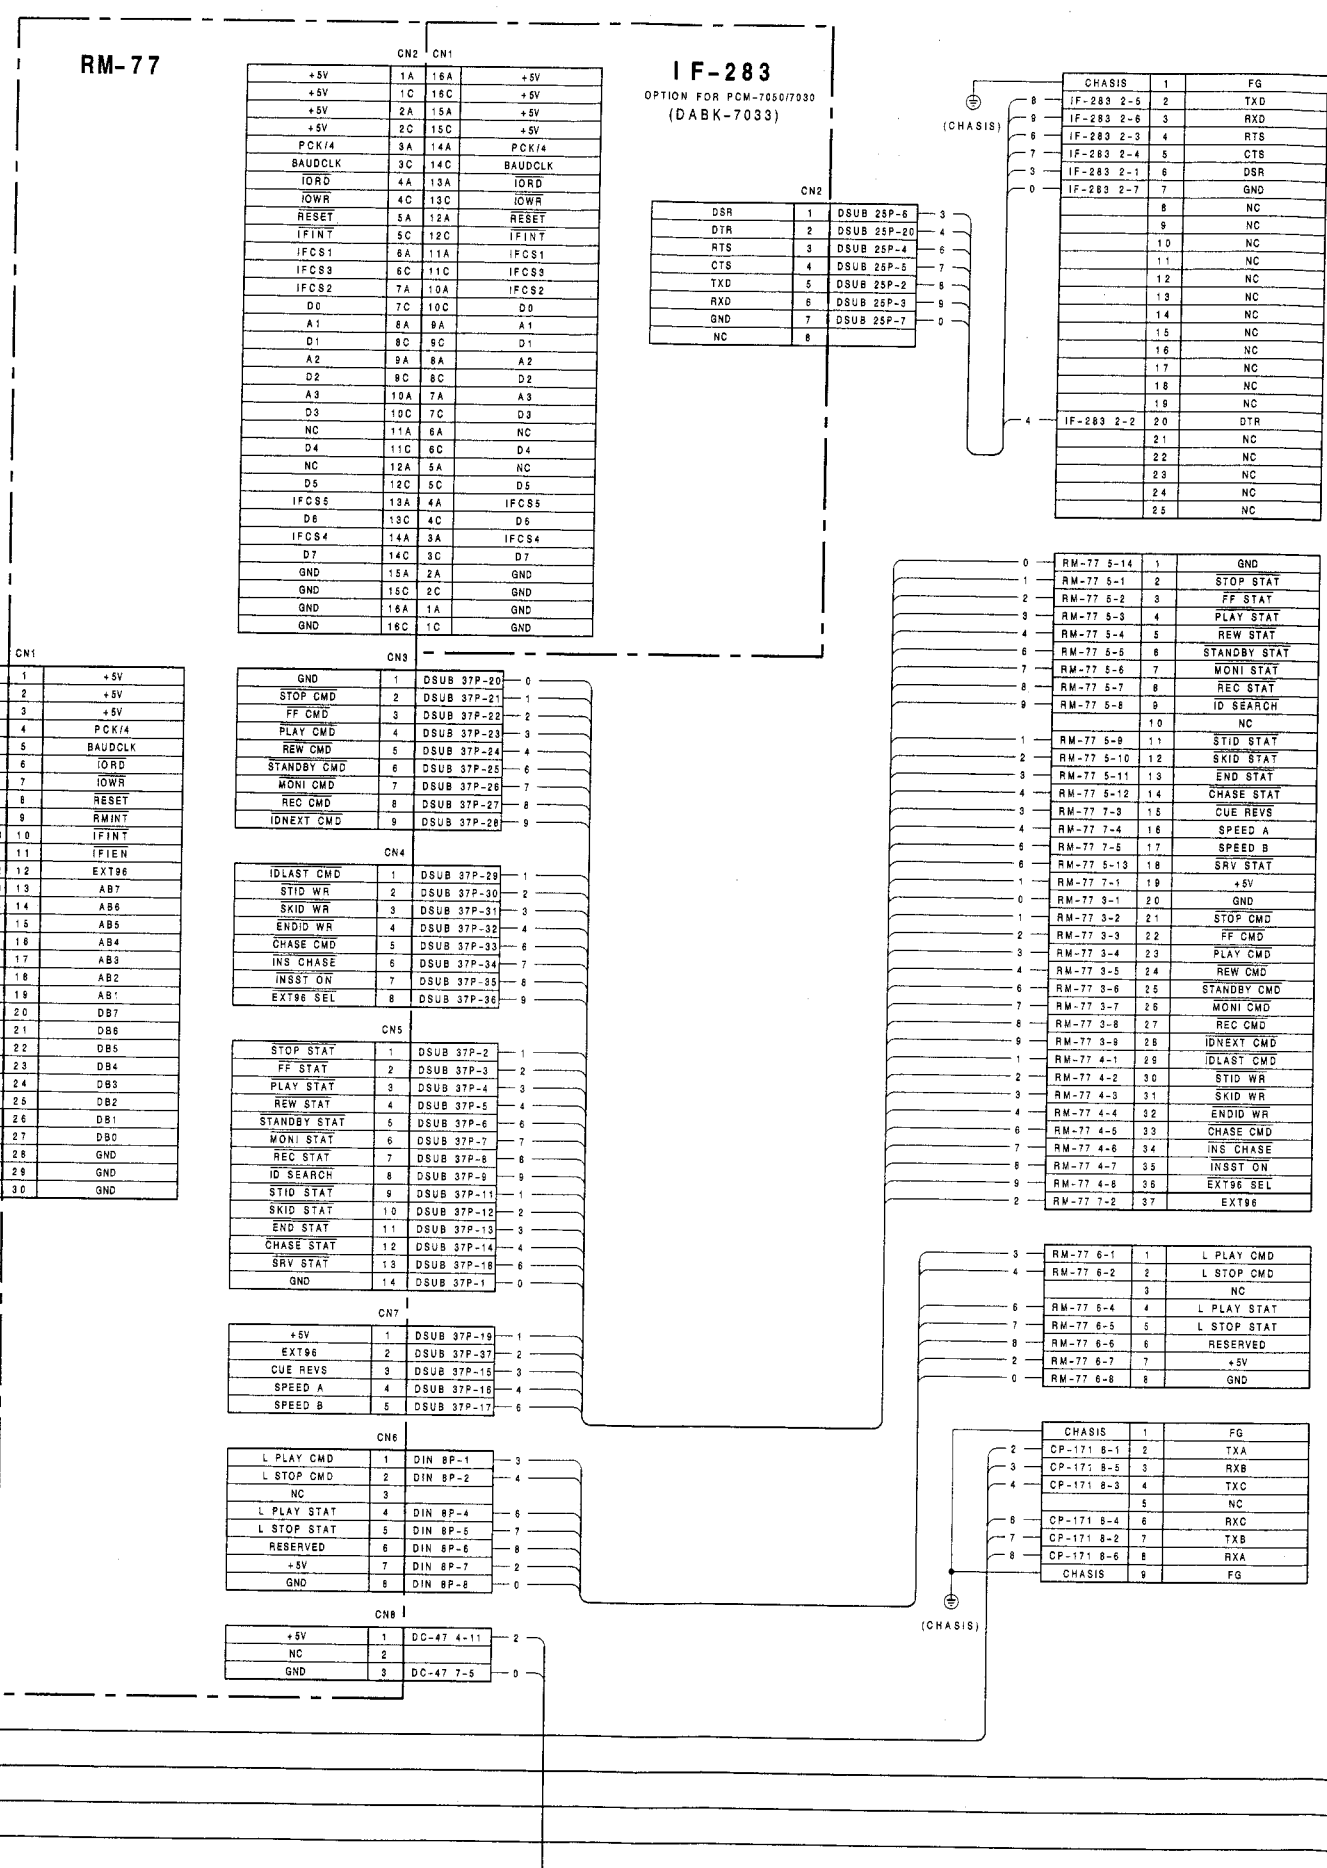 RM-77
CN2 CN1
+5V 1A 16A +5V
+5V 1C 16C +5V
+5V 2A 15A +5V
+5V 2C 15C +5V
PCK/4 3A 14A PCK/4
BAUDCLK 3C 14C BAUDCLK
IORD 4A 13A IORD
IOWR 4C 13C IOWR
RESET 5A 12A RESET
IFINT 5C 12C IFINT
IFCS1 6A 11A IFCS1
IFCS3 6C 11C IFCS3
IFCS2 7A 10A IFCS2
D0 7C 10C D0
A1 8A 9A A1
D1 8C 9C D1
A2 9A 8A A2
D2 9C 8C D2
A3 10A 7A A3
D3 10C 7C D3
NC 11A 6A NC
D4 11C 6C D4
NC 12A 5A NC
D5 12C 5C D5
IFCS5 13A 4A IFCS5
D6 13C 4C D6
IFCS4 14A 3A IFCS4
D7 14C 3C D7
GND 15A 2A GND
GND 15C 2C GND
GND 16A 1A GND
GND 16C 1C GND
IF-283
OPTION FOR PCM-7050/7030
(DABK-7033)
CN2
DSR 1 DSUB 25P-6 3
DTR 2 DSUB 25P-20 4
RTS 3 DSUB 25P-4 6
CTS 4 DSUB 25P-5 7
TXD 5 DSUB 25P-2 8
RXD 6 DSUB 25P-3 9
GND 7 DSUB 25P-7 0
NC 8
(CHASIS)
CHASIS 1 FG
8 IF-283 2-5 2 TXD
9 IF-283 2-6 3 RXD
6 IF-283 2-3 4 RTS
7 IF-283 2-4 5 CTS
3 IF-283 2-1 6 DSR
0 IF-283 2-7 7 GND
8 NC
9 NC
10 NC
11 NC
12 NC
13 NC
14 NC
15 NC
16 NC
17 NC
18 NC
19 NC
4 IF-283 2-2 20 DTR
21 NC
22 NC
23 NC
24 NC
25 NC
CN1
1 +5V
2 +5V
3 +5V
4 PCK/4
5 BAUDCLK
6 IORD
7 IOWR
8 RESET
9 RMINT
10 IFINT
11 IFIEN
12 EXT96
13 AB7
14 AB6
15 AB5
16 AB4
17 AB3
18 AB2
19 AB1
20 DB7
21 DB6
22 DB5
23 DB4
24 DB3
25 DB2
26 DB1
27 DB0
28 GND
29 GND
30 GND
CN3
GND 1 DSUB 37P-20 0
STOP CMD 2 DSUB 37P-21 1
FF CMD 3 DSUB 37P-22 2
PLAY CMD 4 DSUB 37P-23 3
REW CMD 5 DSUB 37P-24 4
STANDBY CMD 6 DSUB 37P-25 6
MONI CMD 7 DSUB 37P-26 7
REC CMD 8 DSUB 37P-27 8
IDNEXT CMD 9 DSUB 37P-28 9
CN4
IDLAST CMD 1 DSUB 37P-29 1
STID WR 2 DSUB 37P-30 2
SKID WR 3 DSUB 37P-31 3
ENDID WR 4 DSUB 37P-32 4
CHASE CMD 5 DSUB 37P-33 6
INS CHASE 6 DSUB 37P-34 7
INSST ON 7 DSUB 37P-35 8
EXT96 SEL 8 DSUB 37P-36 9
CN5
STOP STAT 1 DSUB 37P-2 1
FF STAT 2 DSUB 37P-3 2
PLAY STAT 3 DSUB 37P-4 3
REW STAT 4 DSUB 37P-5 4
STANDBY STAT 5 DSUB 37P-6 6
MONI STAT 6 DSUB 37P-7 7
REC STAT 7 DSUB 37P-8 8
ID SEARCH 8 DSUB 37P-9 9
STID STAT 9 DSUB 37P-11 1
SKID STAT 10 DSUB 37P-12 2
END STAT 11 DSUB 37P-13 3
CHASE STAT 12 DSUB 37P-14 4
SRV STAT 13 DSUB 37P-18 6
GND 14 DSUB 37P-1 0
CN7
+5V 1 DSUB 37P-19 1
EXT96 2 DSUB 37P-37 2
CUE REVS 3 DSUB 37P-15 3
SPEED A 4 DSUB 37P-16 4
SPEED B 5 DSUB 37P-17 6
CN6
L PLAY CMD 1 DIN 8P-1 3
L STOP CMD 2 DIN 8P-2 4
NC 3
L PLAY STAT 4 DIN 8P-4 6
L STOP STAT 5 DIN 8P-5 7
RESERVED 6 DIN 8P-6 8
+5V 7 DIN 8P-7 2
GND 8 DIN 8P-8 0
CN8
+5V 1 DC-47 4-11 2
NC 2
GND 3 DC-47 7-5 0
0 RM-77 5-14 1 GND
1 RM-77 5-1 2 STOP STAT
2 RM-77 5-2 3 FF STAT
3 RM-77 5-3 4 PLAY STAT
4 RM-77 5-4 5 REW STAT
6 RM-77 5-5 6 STANDBY STAT
7 RM-77 5-6 7 MONI STAT
8 RM-77 5-7 8 REC STAT
9 RM-77 5-8 9 ID SEARCH
10 NC
1 RM-77 5-9 11 STID STAT
2 RM-77 5-10 12 SKID STAT
3 RM-77 5-11 13 END STAT
4 RM-77 5-12 14 CHASE STAT
3 RM-77 7-3 15 CUE REVS
4 RM-77 7-4 16 SPEED A
6 RM-77 7-5 17 SPEED B
6 RM-77 5-13 18 SRV STAT
1 RM-77 7-1 19 +5V
0 RM-77 3-1 20 GND
1 RM-77 3-2 21 STOP CMD
2 RM-77 3-3 22 FF CMD
3 RM-77 3-4 23 PLAY CMD
4 RM-77 3-5 24 REW CMD
6 RM-77 3-6 25 STANDBY CMD
7 RM-77 3-7 26 MONI CMD
8 RM-77 3-8 27 REC CMD
9 RM-77 3-9 28 IDNEXT CMD
1 RM-77 4-1 29 IDLAST CMD
2 RM-77 4-2 30 STID WR
3 RM-77 4-3 31 SKID WR
4 RM-77 4-4 32 ENDID WR
6 RM-77 4-5 33 CHASE CMD
7 RM-77 4-6 34 INS CHASE
8 RM-77 4-7 35 INSST ON
9 RM-77 4-8 36 EXT96 SEL
2 RM-77 7-2 37 EXT96
3 RM-77 6-1 1 L PLAY CMD
4 RM-77 6-2 2 L STOP CMD
3 NC
6 RM-77 6-4 4 L PLAY STAT
7 RM-77 6-5 5 L STOP STAT
8 RM-77 6-6 6 RESERVED
2 RM-77 6-7 7 +5V
0 RM-77 6-8 8 GND
CHASIS 1 FG
2 CP-171 8-1 2 TXA
3 CP-171 8-5 3 RXB
4 CP-171 8-3 4 TXC
5 NC
6 CP-171 8-4 6 RXC
7 CP-171 8-2 7 TXB
8 CP-171 8-6 8 RXA
CHASIS 9 FG
(CHASIS)